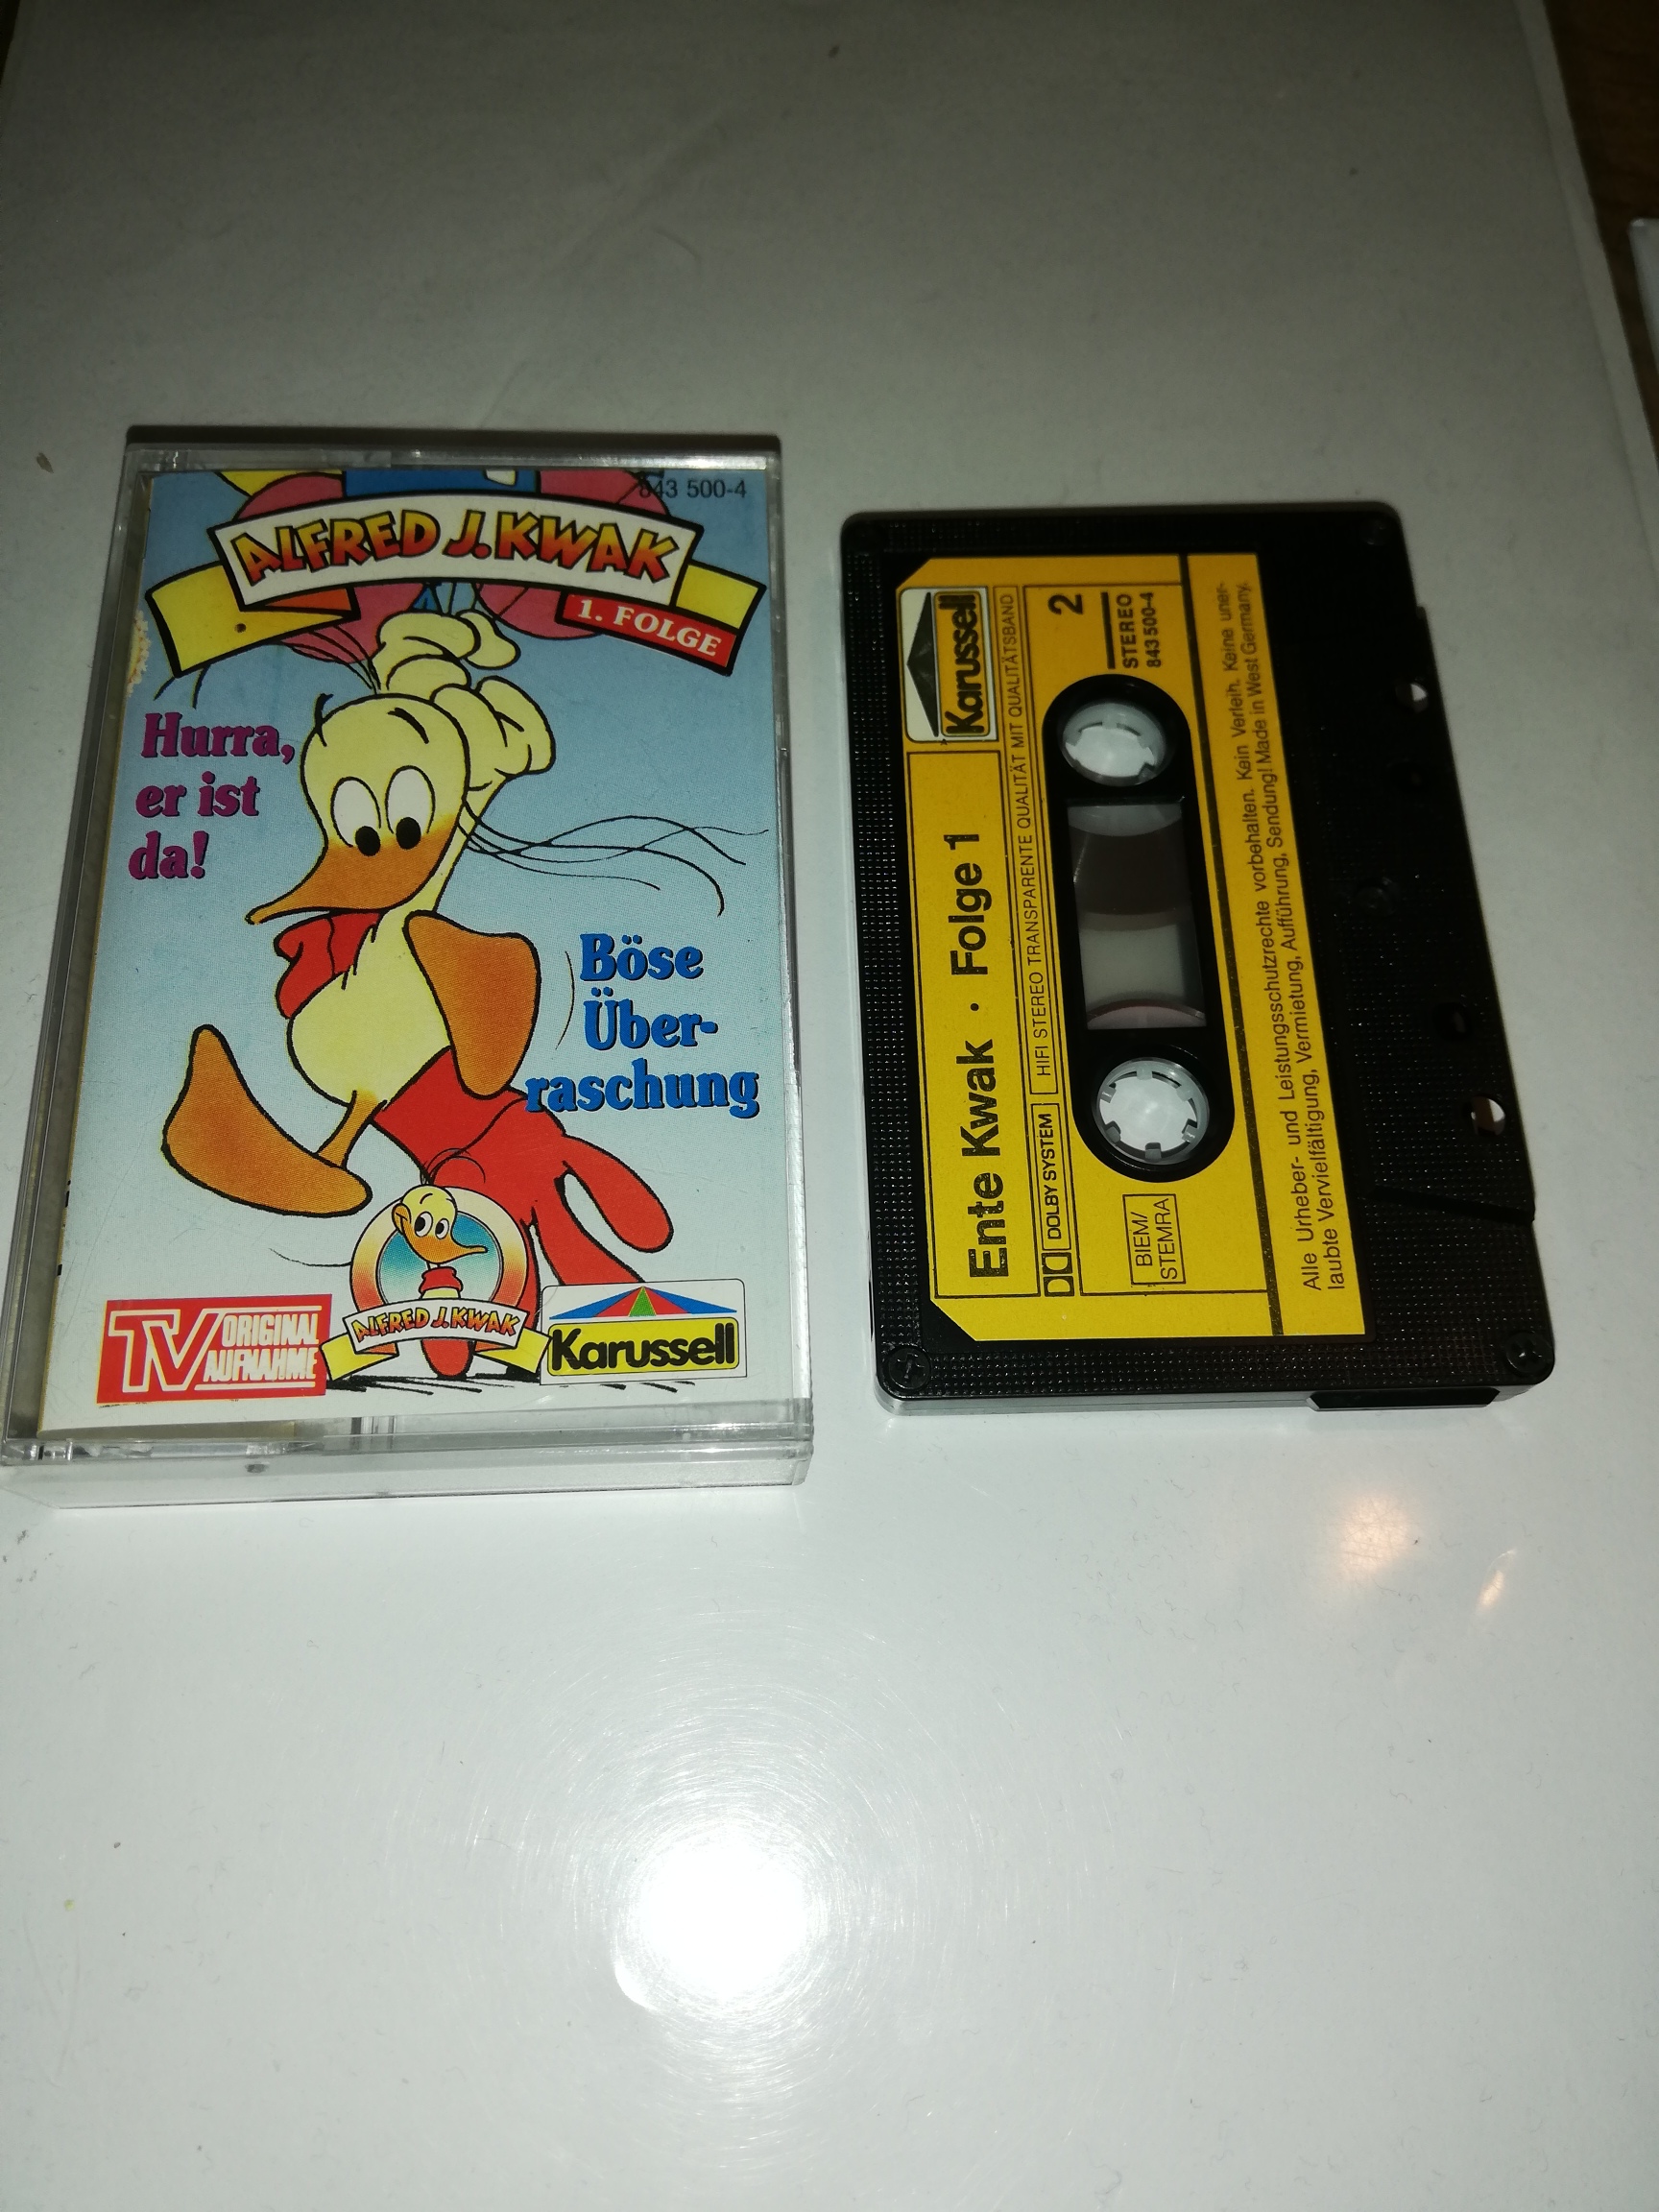 843 500-4
ALFRED J. KWAK
1. FOLGE
Hurra,
er ist
da!
Böse
Über-
raschung
TV ORIGINAL
AUFNAHME
ALFRED J. KWAK
Karussell
Karussell
Ente Kwak · Folge 1
DOLBY SYSTEM
HIFI STEREO TRANSPARENTE QUALITÄT MIT QUALITÄTSBAND
2
STEREO
843 500-4
BIEM/
STEMRA
Alle Urheber- und Leistungsschutzrechte vorbehalten. Kein Verleih. Keine uner-
laubte Vervielfältigung, Vermietung, Aufführung, Sendung! Made in West Germany.